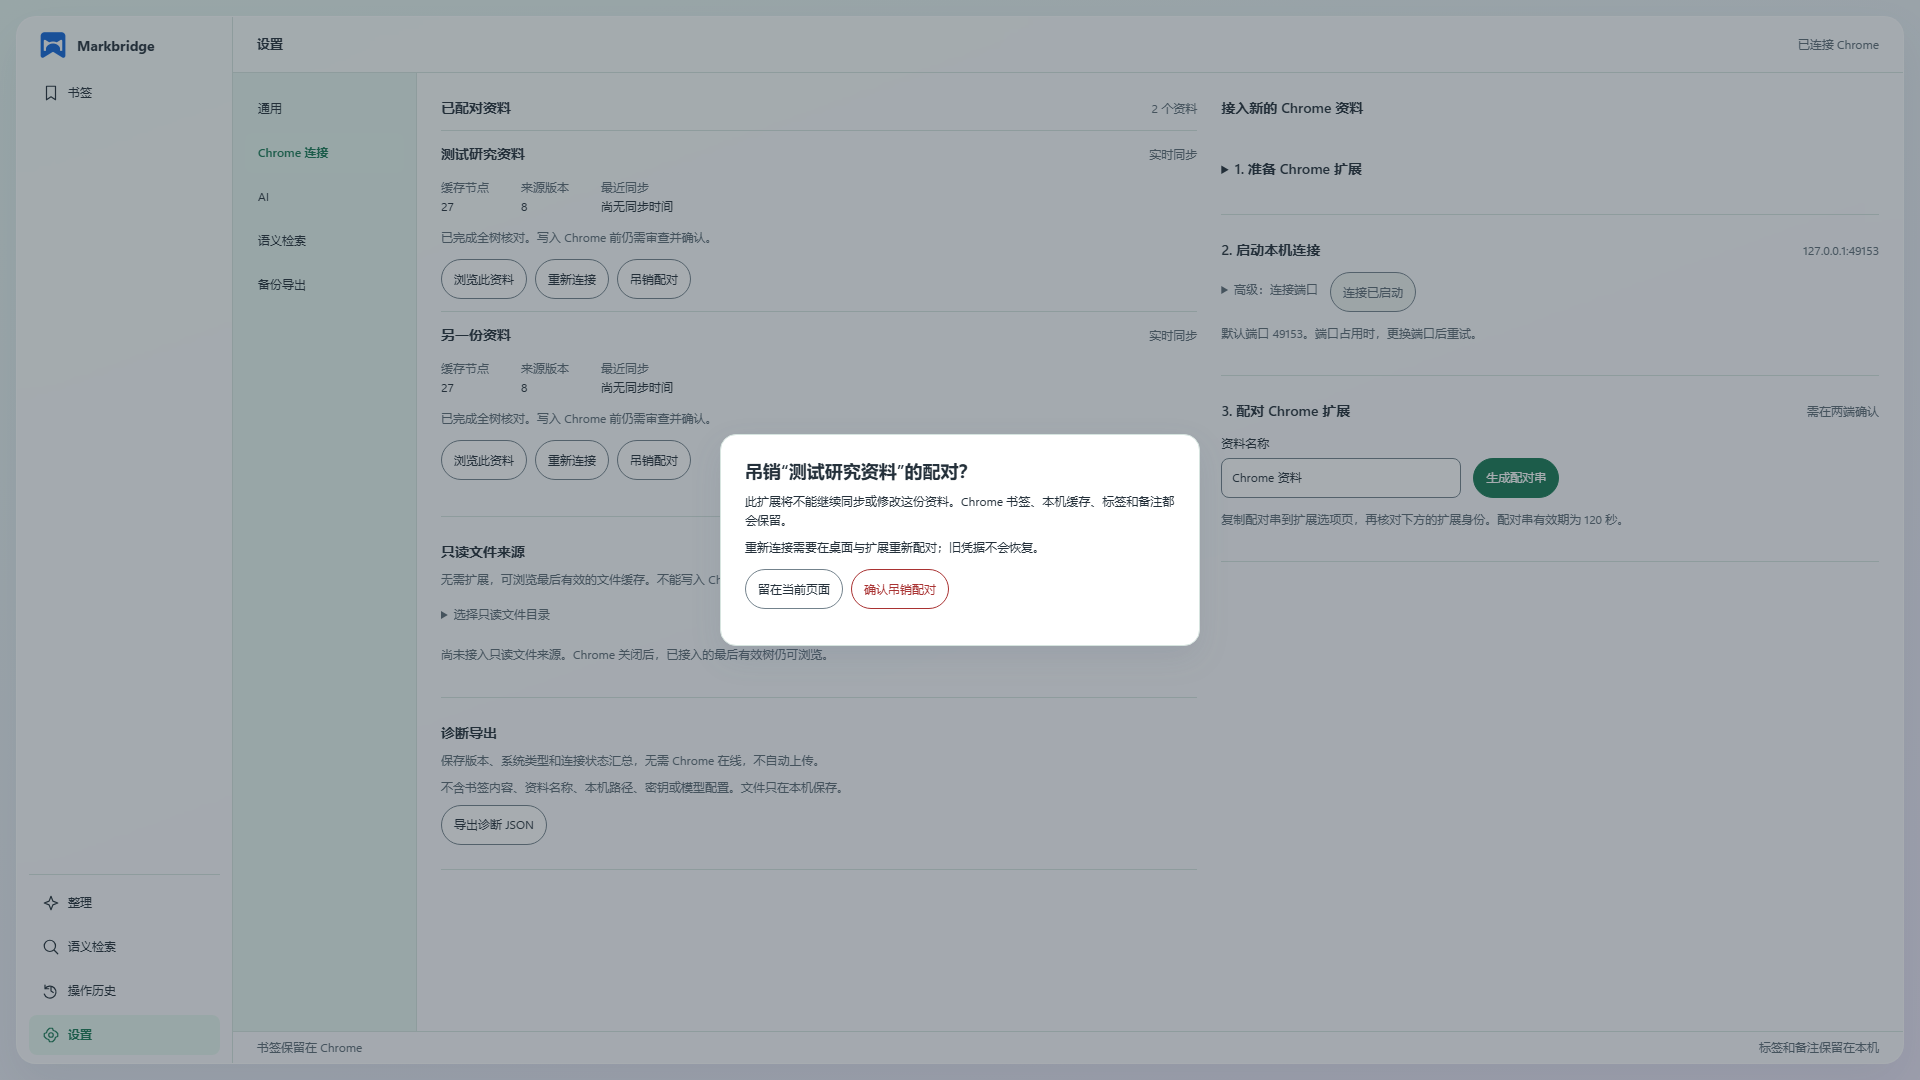 Markbridge
书签
整理
语义检索
操作历史
设置
设置
已连接 Chrome
通用
Chrome 连接
AI
语义检索
备份导出
已配对资料
2 个资料
测试研究资料
实时同步
缓存节点
来源版本
最近同步
27
8
尚无同步时间
已完成全树核对。写入 Chrome 前仍需审查并确认。
浏览此资料
重新连接
吊销配对
另一份资料
实时同步
缓存节点
来源版本
最近同步
27
8
尚无同步时间
已完成全树核对。写入 Chrome 前仍需审查并确认。
浏览此资料
重新连接
吊销配对
只读文件来源
无需扩展，可浏览最后有效的文件缓存。不能写入 Ch
选择只读文件目录
尚未接入只读文件来源。Chrome 关闭后，已接入的最后有效树仍可浏览。
诊断导出
保存版本、系统类型和连接状态汇总，无需 Chrome 在线，不自动上传。
不含书签内容、资料名称、本机路径、密钥或模型配置。文件只在本机保存。
导出诊断 JSON
接入新的 Chrome 资料
1. 准备 Chrome 扩展
2. 启动本机连接
127.0.0.1:49153
高级：连接端口
连接已启动
默认端口 49153。端口占用时，更换端口后重试。
3. 配对 Chrome 扩展
需在两端确认
资料名称
Chrome 资料
生成配对串
复制配对串到扩展选项页，再核对下方的扩展身份。配对串有效期为 120 秒。
吊销“测试研究资料”的配对？
此扩展将不能继续同步或修改这份资料。Chrome 书签、本机缓存、标签和备注都
会保留。
重新连接需要在桌面与扩展重新配对；旧凭据不会恢复。
留在当前页面
确认吊销配对
书签保留在 Chrome
标签和备注保留在本机